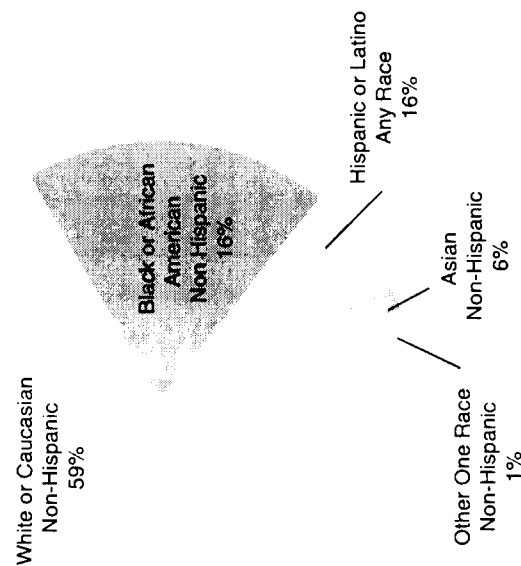 White or Caucasian
Non-Hispanic
59%
Black or African
American
Non Hispanic
16%
Hispanic or Latino
Any Race
16%
Asian
Non-Hispanic
6%
Other One Race
Non-Hispanic
1%